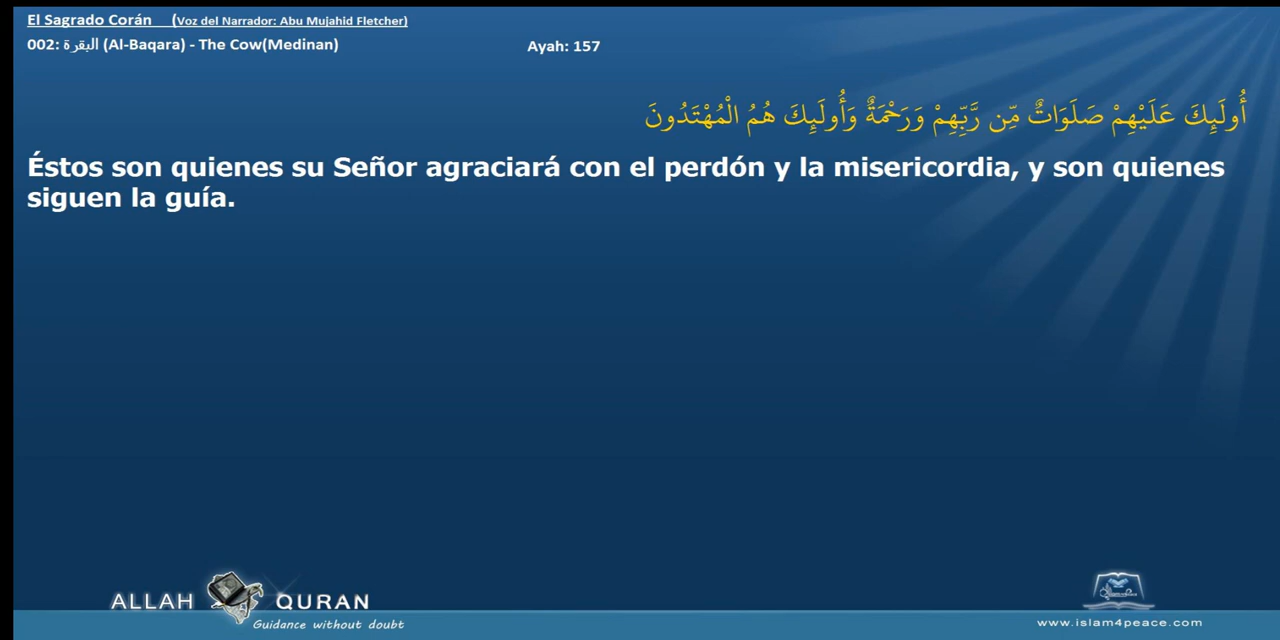 El Sagrado Corán (Voz del Narrador: Abu Mujahid Fletcher)
002: البقرة (Al-Baqara) - The Cow(Medinan) Ayah: 157
أُولَئِكَ عَلَيْهِمْ صَلَوَاتٌ مِّن رَّبِّهِمْ وَرَحْمَةٌ وَأُولَئِكَ هُمُ الْمُهْتَدُونَ
Éstos son quienes su Señor agraciará con el perdón y la misericordia, y son quienes
siguen la guía.
ALLAH QURAN
Guidance without doubt
www.islam4peace.com